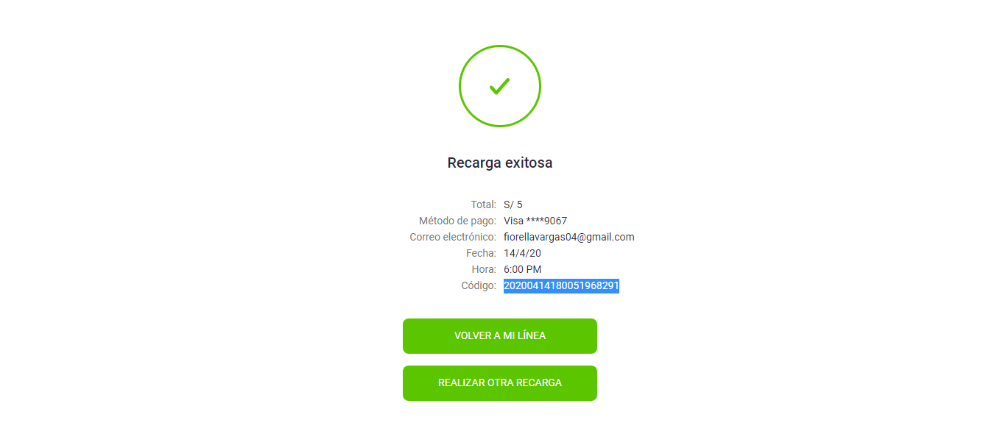 Recarga exitosa
Total: S/ 5
Método de pago: Visa ****9067
Correo electrónico: fiorellavargas04@gmail.com
Fecha: 14/4/20
Hora: 6:00 PM
Código: 20200414180051968291
VOLVER A MI LÍNEA
REALIZAR OTRA RECARGA